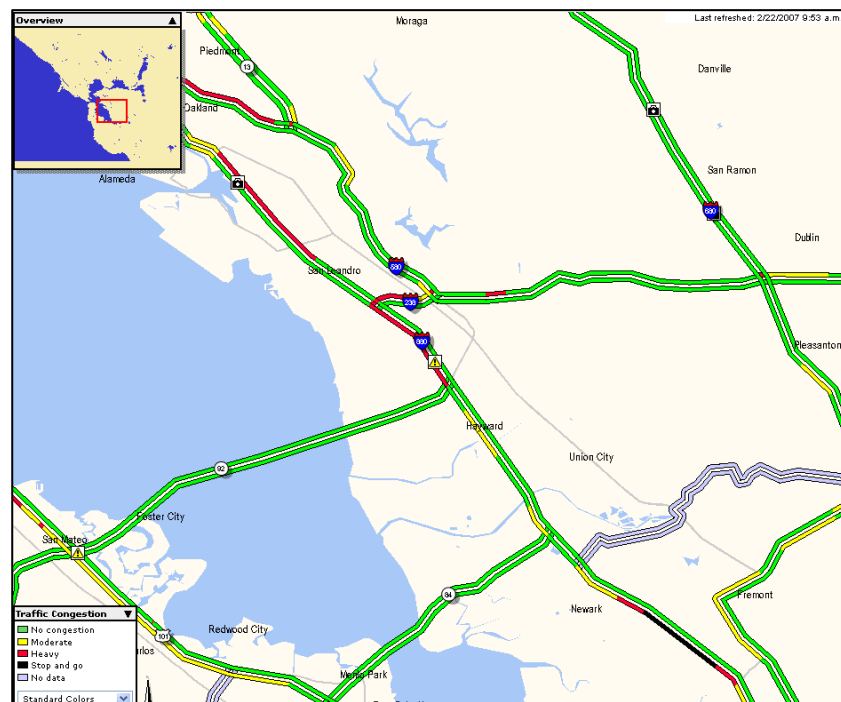 Overview
Last refreshed: 2/22/2007 9:53 a.m
Moraga
Piedmont
13
Danville
Oakland
San Ramon
Alameda
680
Dublin
San Leandro
580
238
880
Pleasanton
Hayward
Union City
92
Foster City
San Mateo
84
Fremont
Newark
Traffic Congestion
No congestion
Moderate
Heavy
Stop and go
No data
Standard Colors
Redwood City
101
arlos
Menlo Park